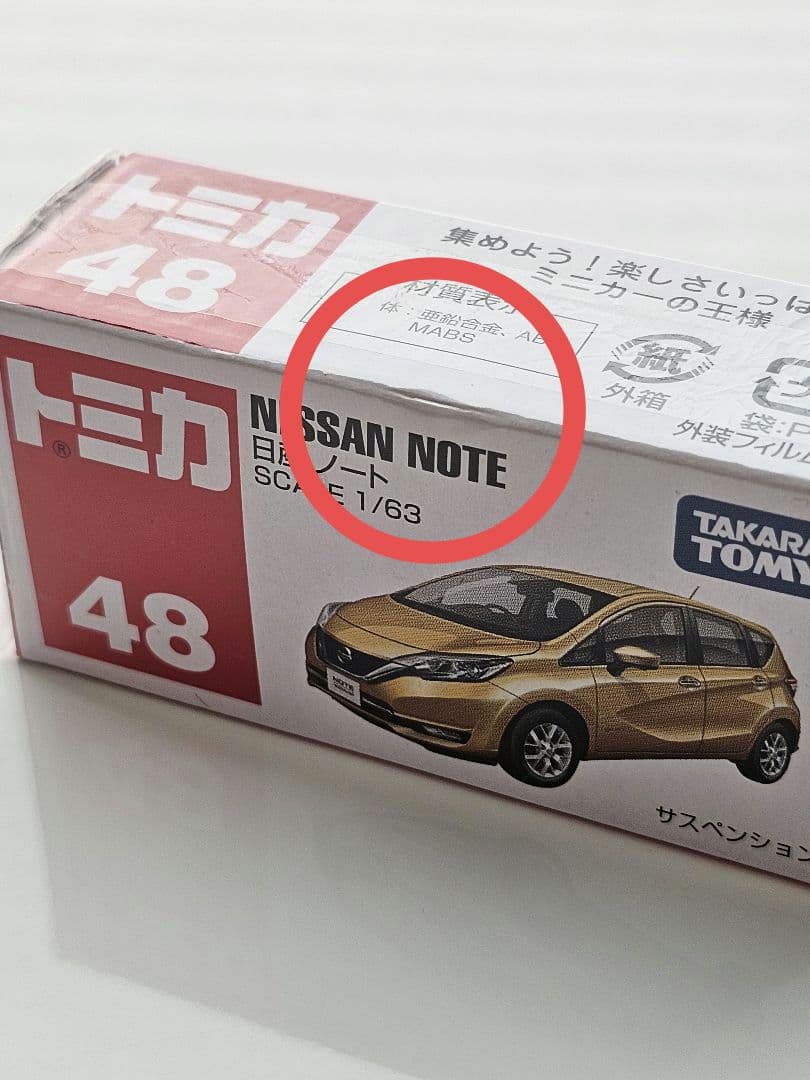 トミカ
48
集めよう！楽しさいっぱ
ミニカーの王様
材質表示
体：亜鉛合金、AB
MABS
紙
外箱
袋:P
外装フィルム
トミカ
®
48
NISSAN NOTE
日産 ノート
SCALE 1/63
TAKARA
TOMY
NOTE
サスペンション